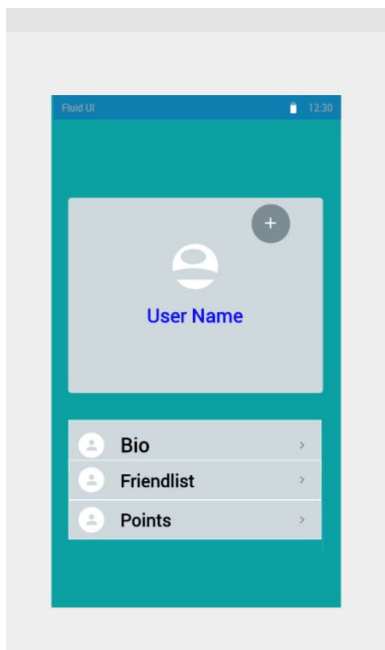 Fluid UI 12:30
+
User Name
Bio >
Friendlist >
Points >